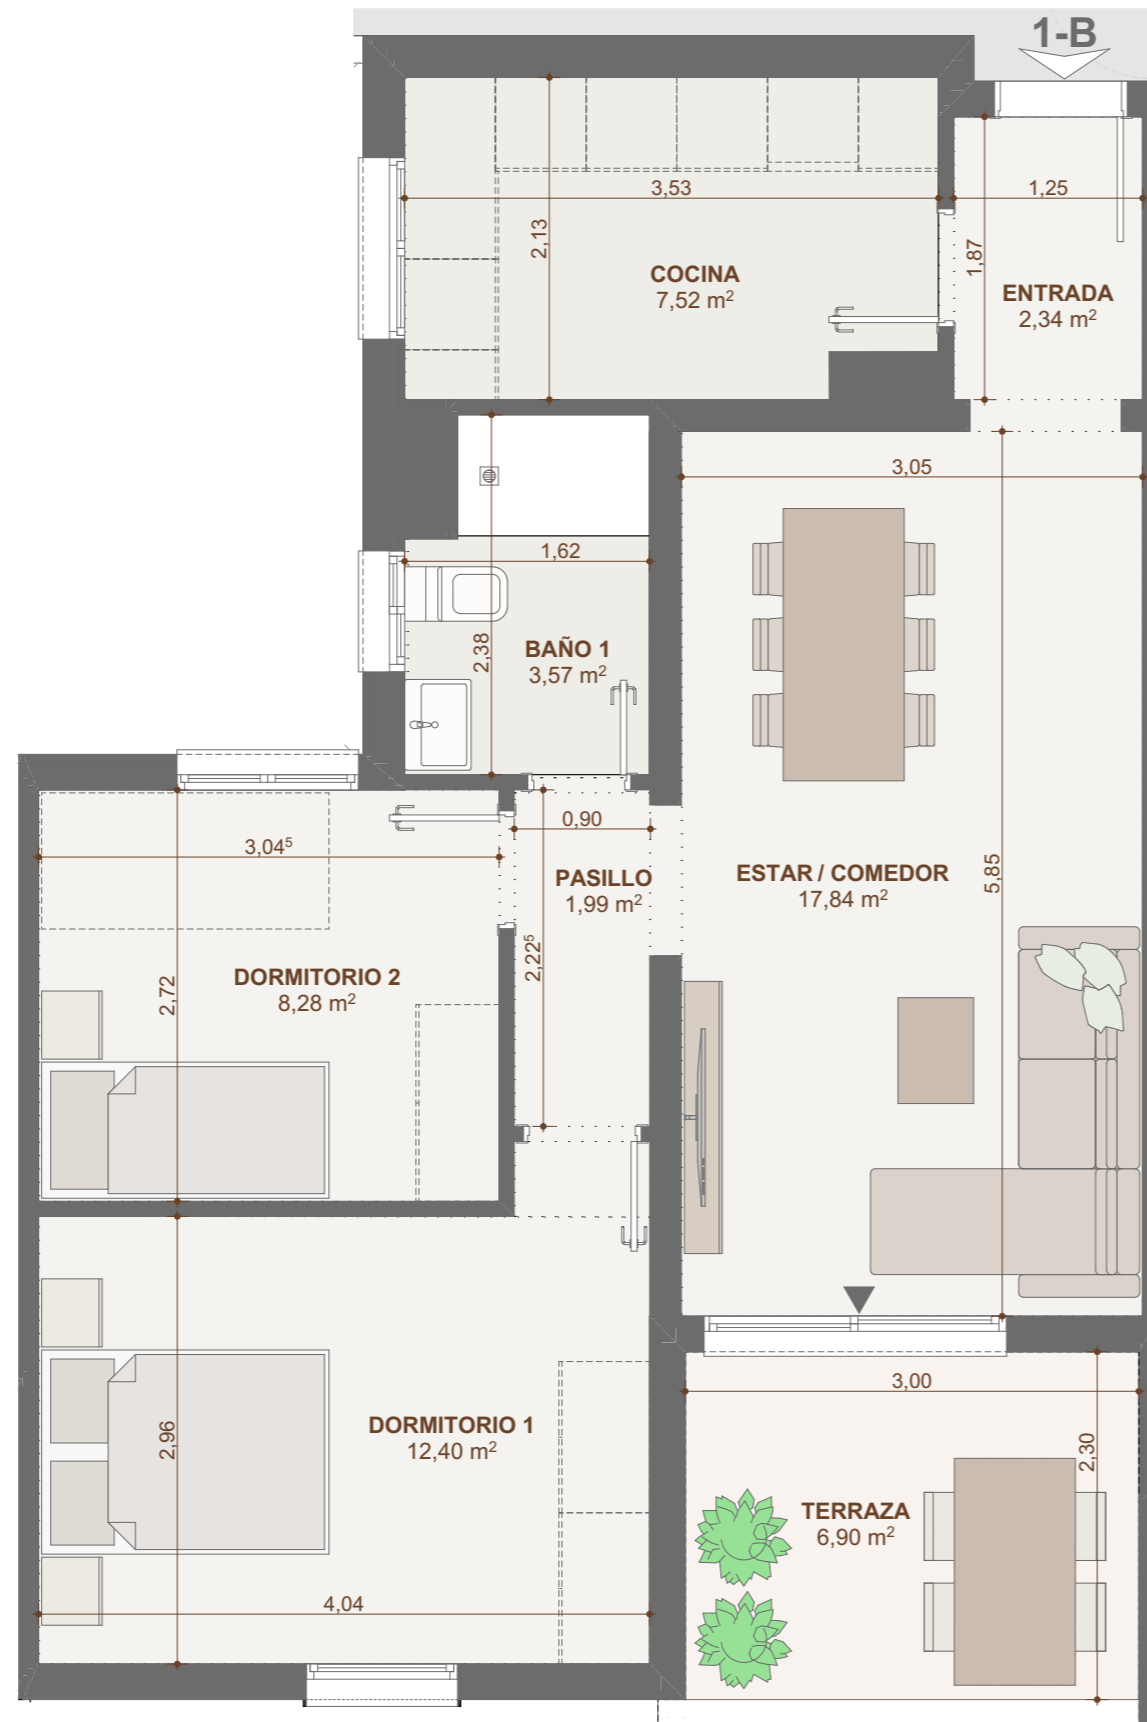 1-B
3,53
1,25
2,13
1,87
COCINA
7,52 m²
ENTRADA
2,34 m²
3,05
1,62
2,38
BAÑO 1
3,57 m²
0,90
3,04⁵
PASILLO
1,99 m²
ESTAR / COMEDOR
17,84 m²
5,85
2,22⁵
2,72
DORMITORIO 2
8,28 m²
3,00
DORMITORIO 1
12,40 m²
2,96
2,30
TERRAZA
6,90 m²
4,04